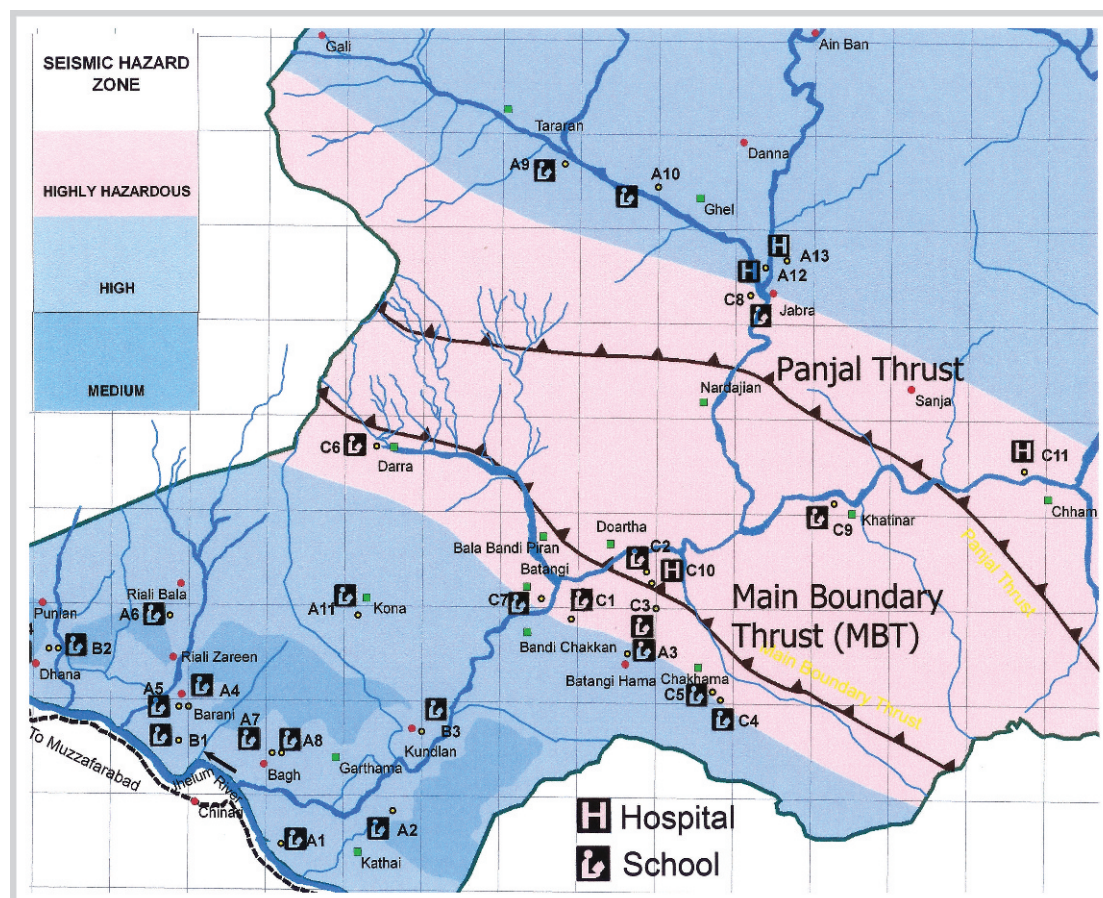 SEISMIC HAZARD
ZONE
HIGHLY HAZARDOUS
HIGH
MEDIUM
Gali
Ain Ban
Tararan
Danna
A9
A10
Ghel
A13
A12
C8
Jabra
Panjal Thrust
Nardajian
Sanja
C6
Darra
C11
Chham
C9
Khatinar
Doartha
Bala Bandi Piran
C2
Batangi
C10
Panjal Thrust
Riali Bala
Punjan
A6
A11
Kona
C7
C1
C3
Main Boundary
Thrust (MBT)
Bandi Chakkan
B2
Dhana
Riali Zareen
A3
Batangi Hama
Chakhama
Main Boundary Thrust
A5
A4
C5
C4
Barani
A7
A8
B1
B3
Kundlan
To Muzzafarabad
Bagh
Garthama
Jhelum River
Chinari
A1
A2
Kathai
H Hospital
School